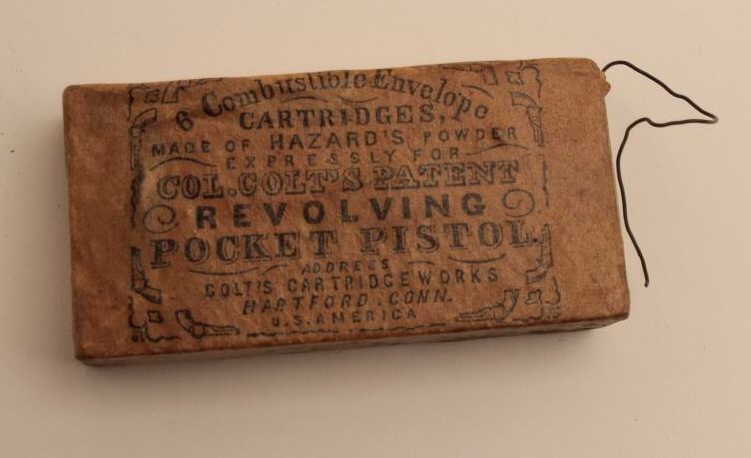 6 Combustible Envelope
CARTRIDGES,
MADE OF HAZARD'S POWDER
EXPRESSLY FOR
COL. COLT'S PATENT
REVOLVING
POCKET PISTOL.
ADDRESS
COLT'S CARTRIDGE WORKS
HARTFORD, CONN.
U.S. AMERICA